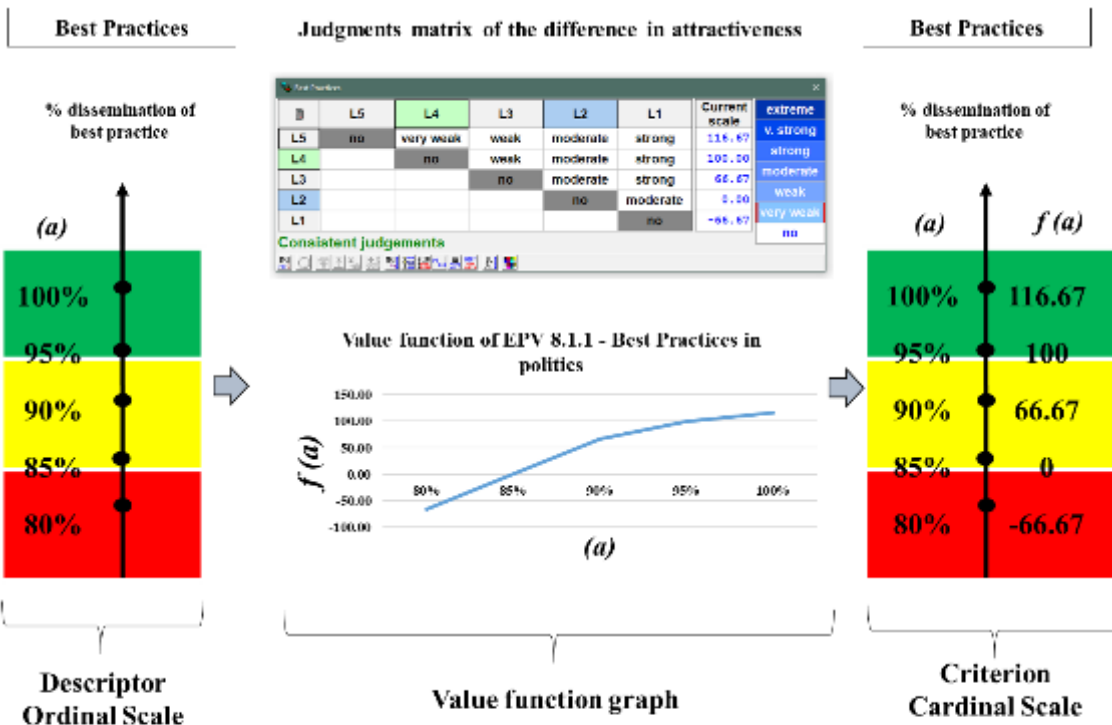 Best Practices
Judgments matrix of the difference in attractiveness
Best Practices
% dissemination of
best practice
Best Practices
L5 L4 L3 L2 L1 Current scale
L5 no very weak weak moderate strong 116.67
L4 no weak moderate strong 100.00
L3 no moderate strong 66.67
L2 no moderate 0.00
L1 no -66.67
extreme
v. strong
strong
moderate
weak
very weak
no
Consistent judgements
% dissemination of
best practice
(a)
100%
95%
90%
85%
80%
Value function of EPV 8.1.1 - Best Practices in
politics
150.00
100.00
50.00
0.00
-50.00
-100.00
f (a)
80% 85% 90% 95% 100%
(a)
(a) f (a)
100% 116.67
95% 100
90% 66.67
85% 0
80% -66.67
Descriptor
Ordinal Scale
Value function graph
Criterion
Cardinal Scale